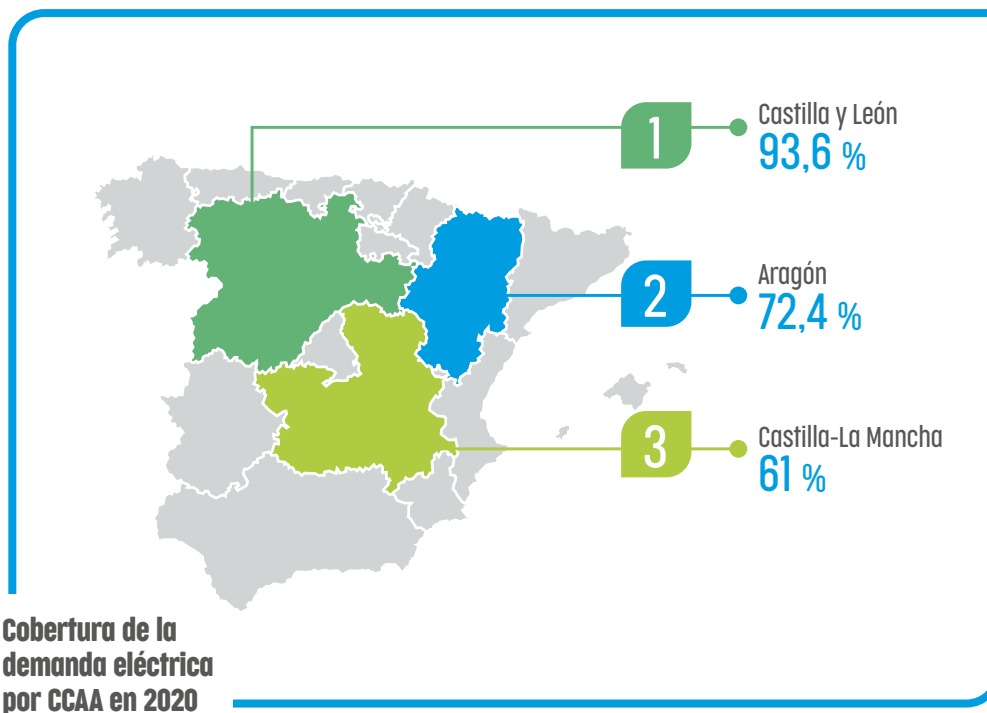 1
Castilla y León
93,6 %
2
Aragón
72,4 %
3
Castilla-La Mancha
61 %
Cobertura de la
demanda eléctrica
por CCAA en 2020